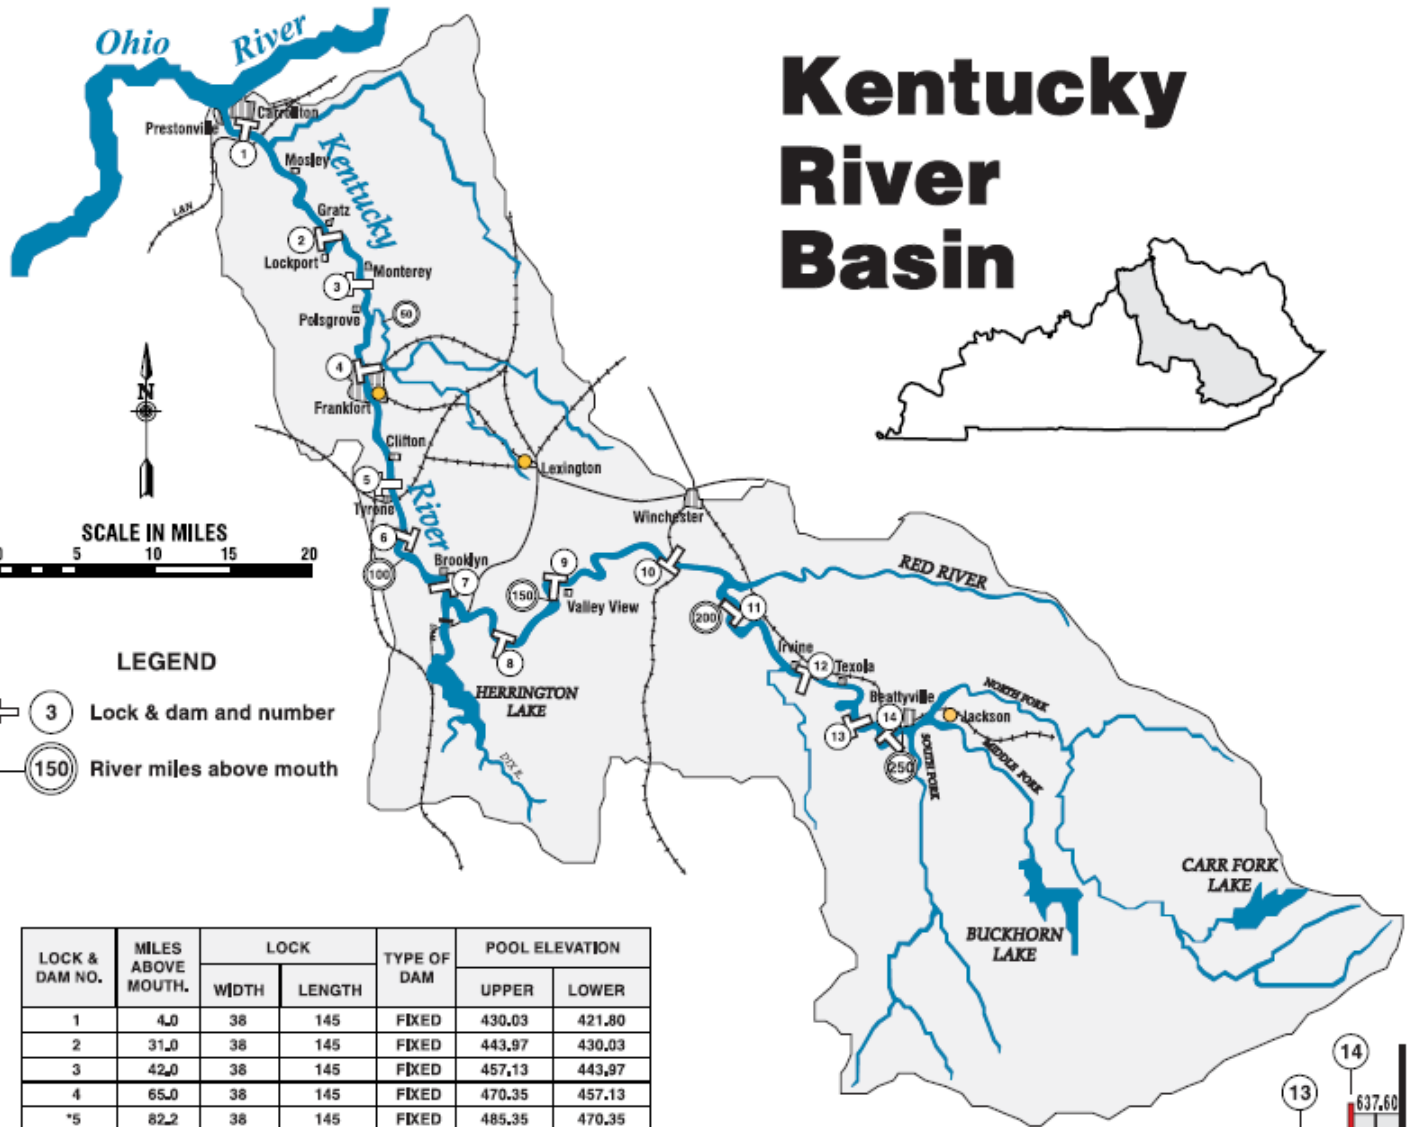 Ohio River
Kentucky
River
Basin
Carrollton
Prestonville
1
Mosley
Kentucky
LAN
Gratz
2
Lockport
Monterey
3
Polsgrove
50
4
Frankfort
N
Clifton
Lexington
5
Tyrone
River
Winchester
SCALE IN MILES
0 5 10 15 20
6
Brooklyn
100
7
9
10
150
Valley View
RED RIVER
11
200
8
Irvine
12
Texola
LEGEND
3 Lock & dam and number
150 River miles above mouth
HERRINGTON
LAKE
DIX R.
Beattyville
NORTH FORK
14
Jackson
13
SOUTH FORK
MIDDLE FORK
250
CARR FORK
LAKE
BUCKHORN
LAKE
LOCK & DAM NO. MILES ABOVE MOUTH. LOCK TYPE OF DAM POOL ELEVATION
WIDTH LENGTH UPPER LOWER
1 4.0 38 145 FIXED 430.03 421.80
2 31.0 38 145 FIXED 443.97 430.03
3 42.0 38 145 FIXED 457.13 443.97
4 65.0 38 145 FIXED 470.35 457.13
*5 82.2 38 145 FIXED 485.35 470.35
14
13
637.60